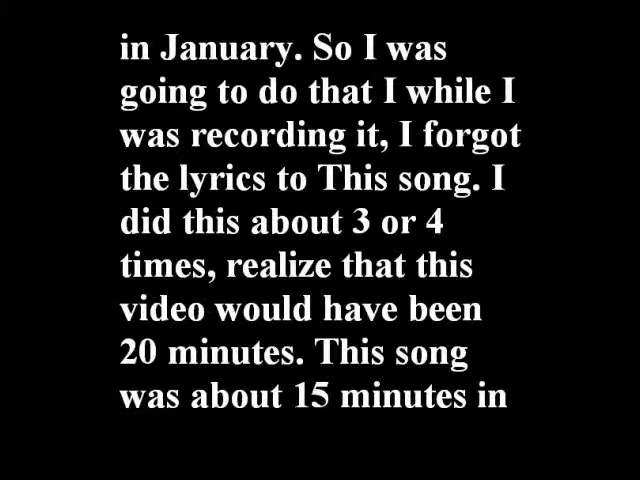 in January. So I was
going to do that I while I
was recording it, I forgot
the lyrics to This song. I
did this about 3 or 4
times, realize that this
video would have been
20 minutes. This song
was about 15 minutes in